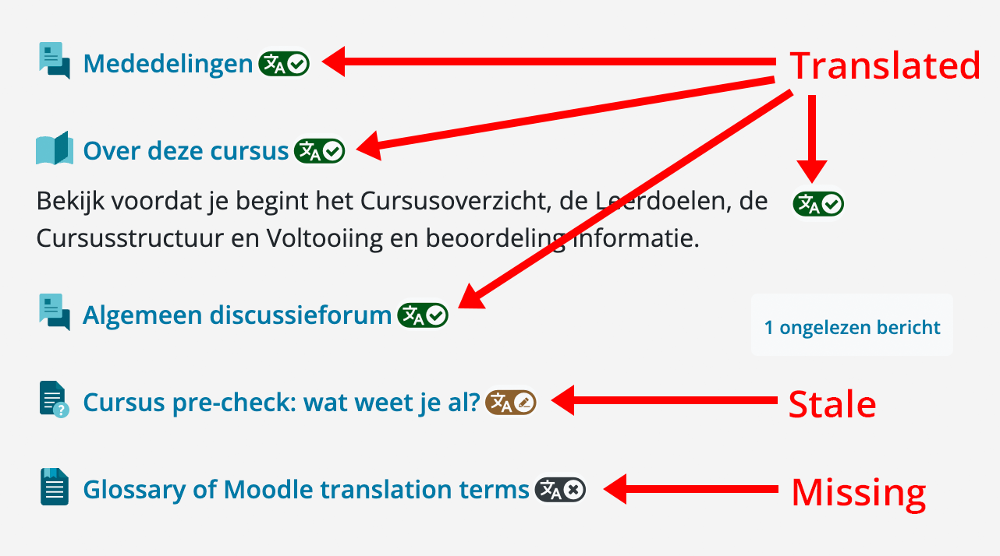 Mededelingen
Translated
Over deze cursus
Bekijk voordat je begint het Cursusoverzicht, de Leerdoelen, de
Cursusstructuur en Voltooiing en beoordeling informatie.
Algemeen discussieforum
1 ongelezen bericht
Cursus pre-check: wat weet je al?
Stale
Glossary of Moodle translation terms
Missing